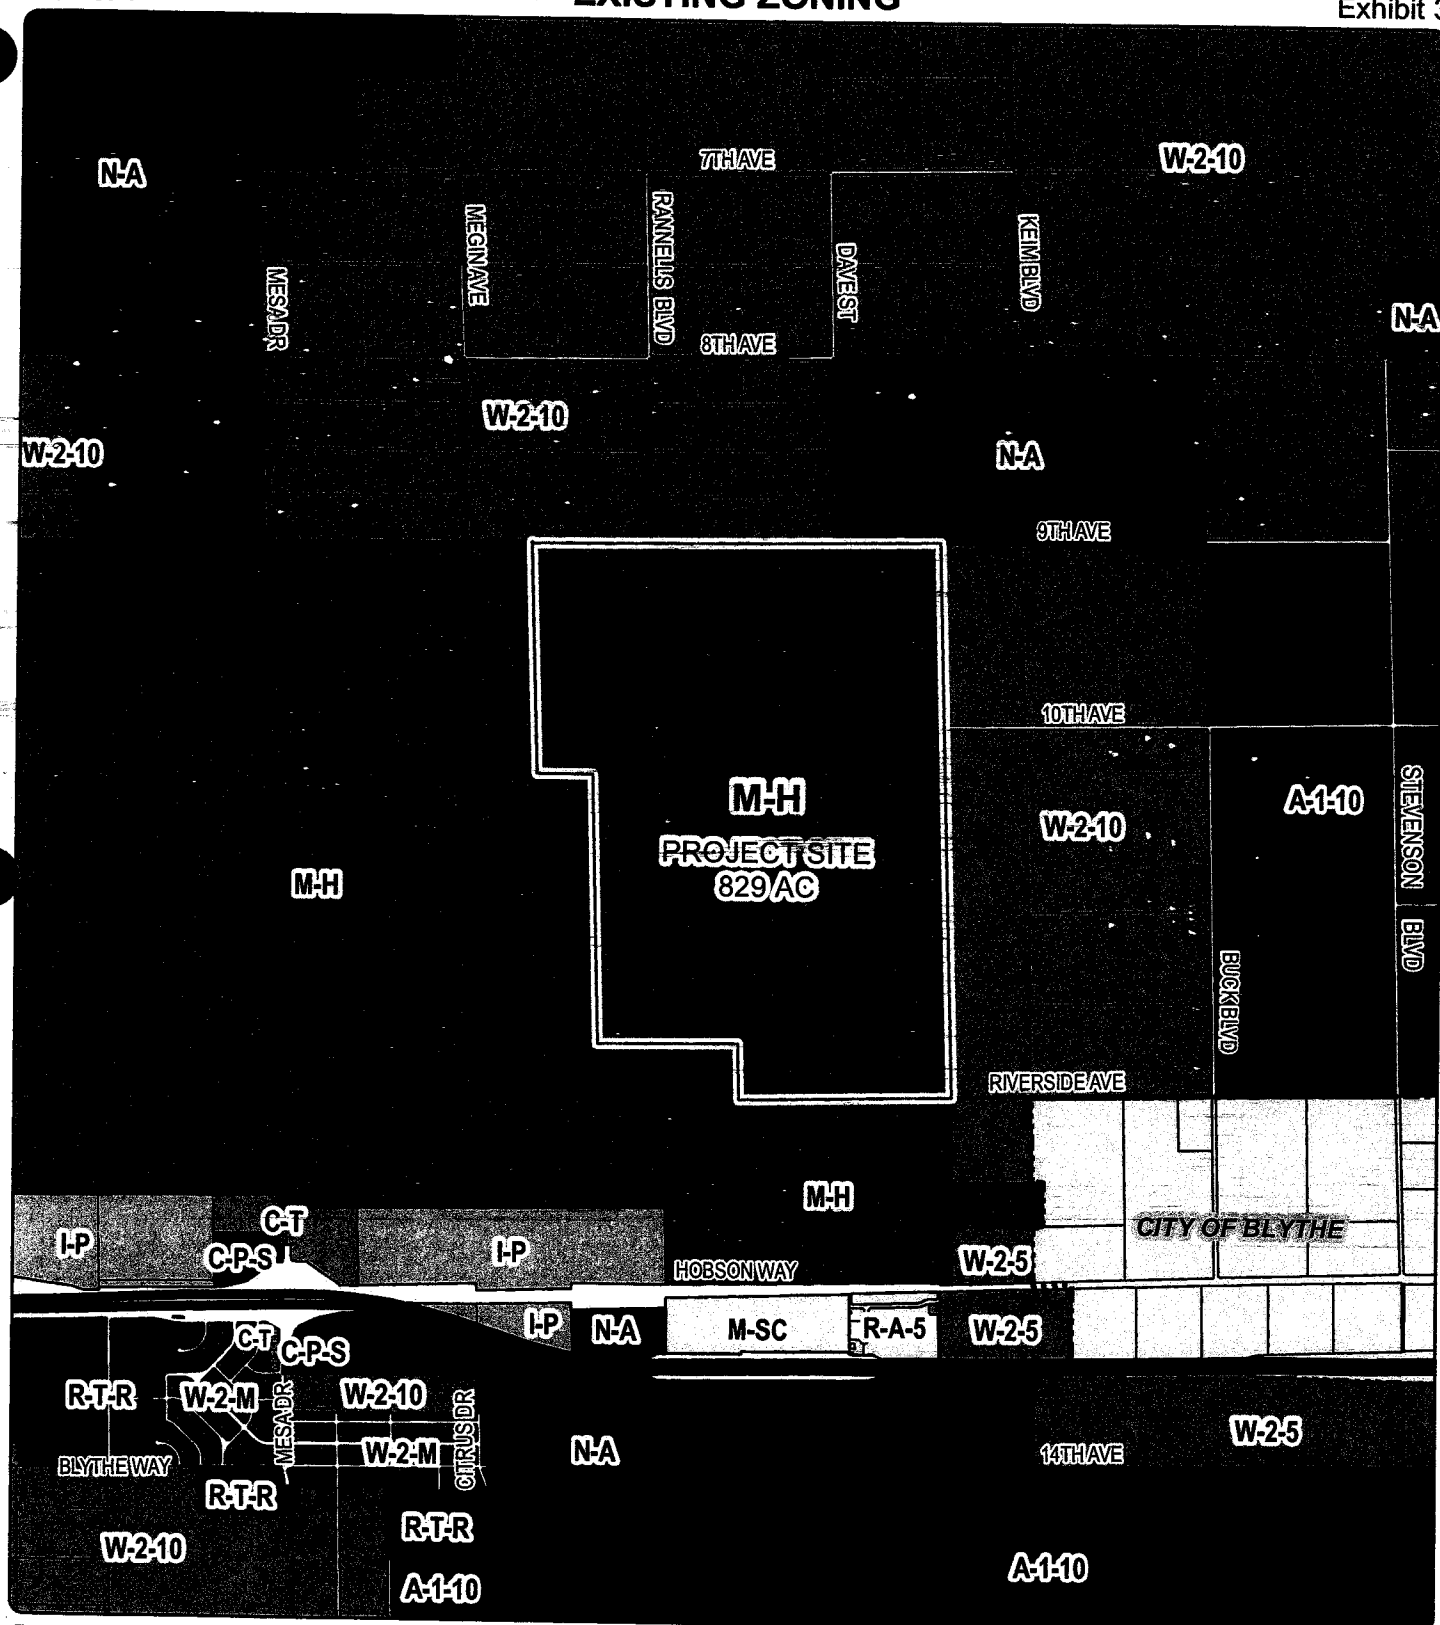 EXISTING ZONING
Exhibit 3
N-A
7TH AVE
W-2-10
MESA DR
MEGIN AVE
RANNELLS BLVD
DAVE ST
KEIM BLVD
N-A
8TH AVE
W-2-10
W-2-10
N-A
9TH AVE
10TH AVE
M-H
PROJECT SITE
829 AC
M-H
W-2-10
A-1-10
STEVENSON BLVD
BUCK BLVD
RIVERSIDE AVE
M-H
CITY OF BLYTHE
I-P
C-T
C-P-S
I-P
HOBSON WAY
W-2-5
I-P
N-A
M-SC
R-A-5
W-2-5
C-T
C-P-S
R-T-R
W-2-M
MESA DR
W-2-10
CITRUS DR
W-2-M
BLYTHE WAY
N-A
14TH AVE
W-2-5
R-T-R
R-T-R
W-2-10
A-1-10
A-1-10